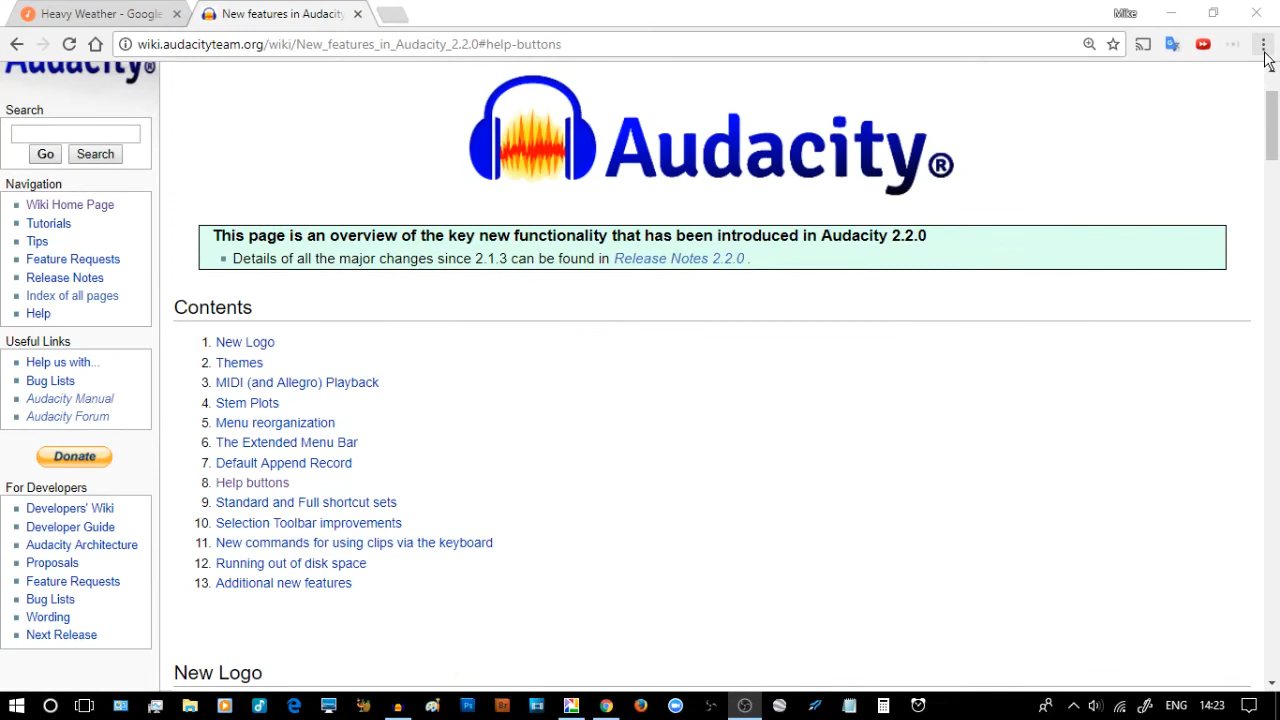 Heavy Weather - Google
New features in Audacity
Mike
wiki.audacityteam.org/wiki/New_features_in_Audacity_2.2.0#help-buttons
Audacity®
Search
Go Search
Navigation
Wiki Home Page
Tutorials
Tips
Feature Requests
Release Notes
Index of all pages
Help
Useful Links
Help us with...
Bug Lists
Audacity Manual
Audacity Forum
Donate
For Developers
Developers' Wiki
Developer Guide
Audacity Architecture
Proposals
Feature Requests
Bug Lists
Wording
Next Release
Audacity®
This page is an overview of the key new functionality that has been introduced in Audacity 2.2.0
Details of all the major changes since 2.1.3 can be found in Release Notes 2.2.0 .
Contents
1. New Logo
2. Themes
3. MIDI (and Allegro) Playback
4. Stem Plots
5. Menu reorganization
6. The Extended Menu Bar
7. Default Append Record
8. Help buttons
9. Standard and Full shortcut sets
10. Selection Toolbar improvements
11. New commands for using clips via the keyboard
12. Running out of disk space
13. Additional new features
New Logo
Ps
Br
ENG 14:23